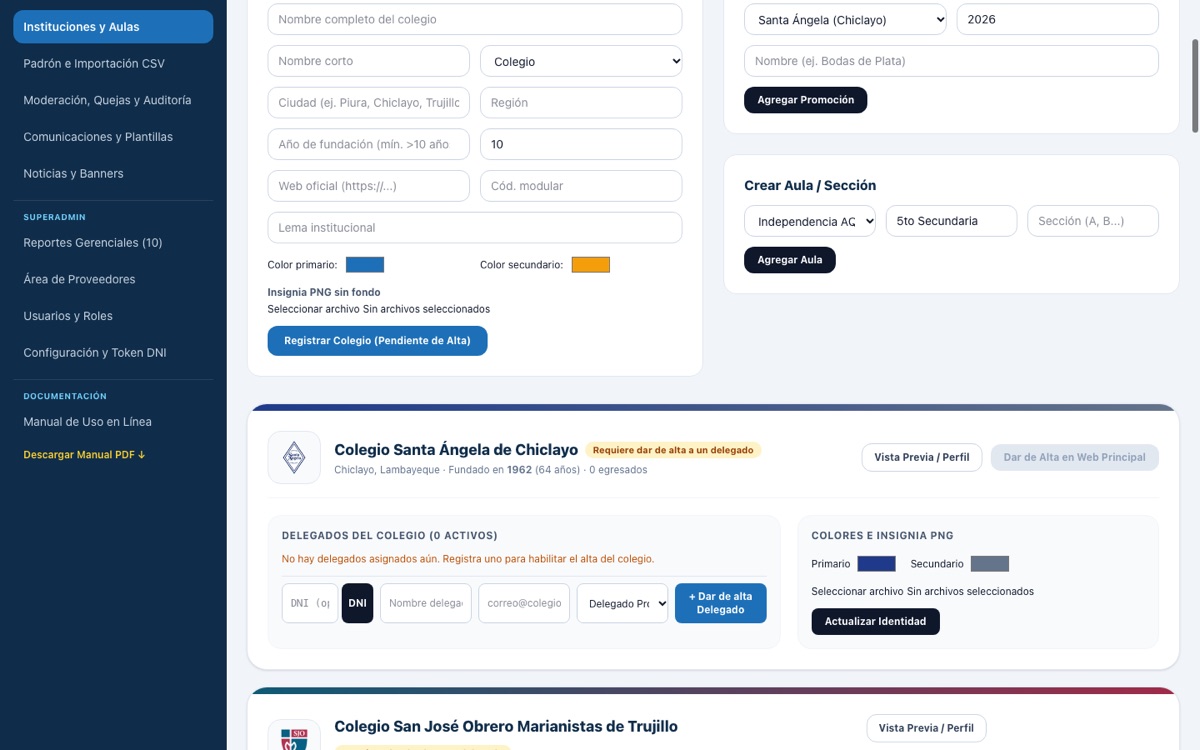 Instituciones y Aulas
Padrón e Importación CSV
Moderación, Quejas y Auditoría
Comunicaciones y Plantillas
Noticias y Banners
SUPERADMIN
Reportes Gerenciales (10)
Área de Proveedores
Usuarios y Roles
Configuración y Token DNI
DOCUMENTACIÓN
Manual de Uso en Línea
Descargar Manual PDF ↓
Nombre completo del colegio
Nombre corto
Colegio
Ciudad (ej. Piura, Chiclayo, Trujillo
Región
Año de fundación (mín. >10 año
10
Web oficial (https://...)
Cód. modular
Lema institucional
Color primario:
Color secundario:
Insignia PNG sin fondo
Seleccionar archivo Sin archivos seleccionados
Registrar Colegio (Pendiente de Alta)
Santa Ángela (Chiclayo)
2026
Nombre (ej. Bodas de Plata)
Agregar Promoción
Crear Aula / Sección
Independencia AQ
5to Secundaria
Sección (A, B...)
Agregar Aula
Colegio Santa Ángela de Chiclayo
Requiere dar de alta a un delegado
Chiclayo, Lambayeque · Fundado en 1962 (64 años) · 0 egresados
Vista Previa / Perfil
Dar de Alta en Web Principal
DELEGADOS DEL COLEGIO (0 ACTIVOS)
No hay delegados asignados aún. Registra uno para habilitar el alta del colegio.
DNI (op
DNI
Nombre delega
correo@colegio
Delegado Pro
+ Dar de alta
Delegado
COLORES E INSIGNIA PNG
Primario
Secundario
Seleccionar archivo Sin archivos seleccionados
Actualizar Identidad
Colegio San José Obrero Marianistas de Trujillo
Vista Previa / Perfil
SJO